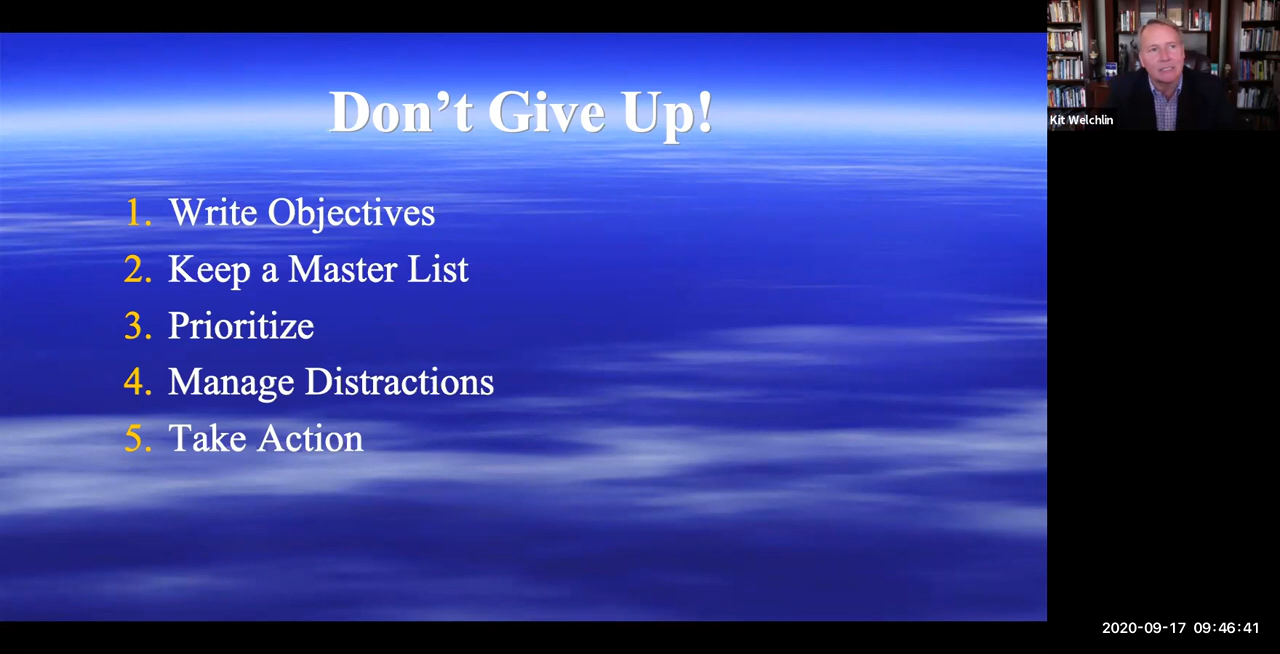 Don’t Give Up!
1. Write Objectives
2. Keep a Master List
3. Prioritize
4. Manage Distractions
5. Take Action
Kit Welchlin
2020-09-17 09:46:41